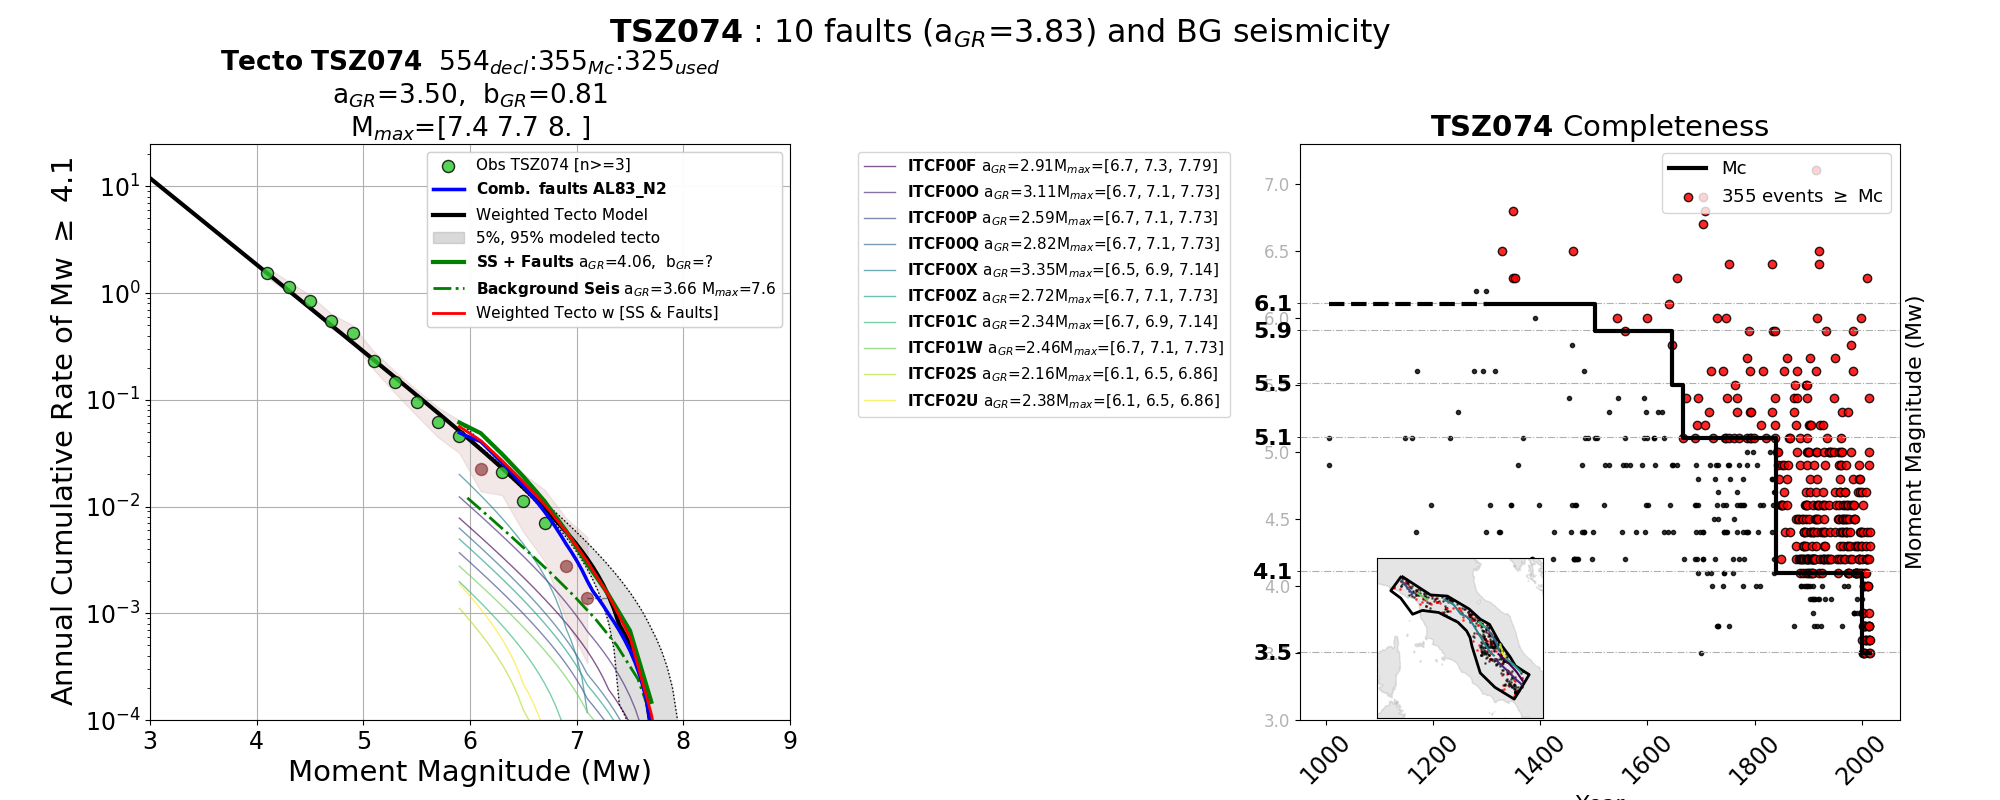 TSZ074 : 10 faults (aGR=3.83) and BG seismicity
Tecto TSZ074 554decl:355Mc:325used
aGR=3.50, bGR=0.81
Mmax=[7.4 7.7 8. ]
Annual Cumulative Rate of Mw ≥ 4.1
10^1
10^0
10^−1
10^−2
10^−3
10^−4
3 4 5 6 7 8 9
Moment Magnitude (Mw)
Obs TSZ074 [n>=3]
Comb. faults AL83_N2
Weighted Tecto Model
5%, 95% modeled tecto
SS + Faults aGR=4.06, bGR=?
Background Seis aGR=3.66 Mmax=7.6
Weighted Tecto w [SS & Faults]
ITCF00F aGR=2.91Mmax=[6.7, 7.3, 7.79]
ITCF00O aGR=3.11Mmax=[6.7, 7.1, 7.73]
ITCF00P aGR=2.59Mmax=[6.7, 7.1, 7.73]
ITCF00Q aGR=2.82Mmax=[6.7, 7.1, 7.73]
ITCF00X aGR=3.35Mmax=[6.5, 6.9, 7.14]
ITCF00Z aGR=2.72Mmax=[6.7, 7.1, 7.73]
ITCF01C aGR=2.34Mmax=[6.7, 6.9, 7.14]
ITCF01W aGR=2.46Mmax=[6.7, 7.1, 7.73]
ITCF02S aGR=2.16Mmax=[6.1, 6.5, 6.86]
ITCF02U aGR=2.38Mmax=[6.1, 6.5, 6.86]
TSZ074 Completeness
Mc
355 events ≥ Mc
7.0
6.5
6.1
6.0
5.9
5.5
5.1
5.0
4.5
4.1
4.0
3.5
3.0
Moment Magnitude (Mw)
1000 1200 1400 1600 1800 2000